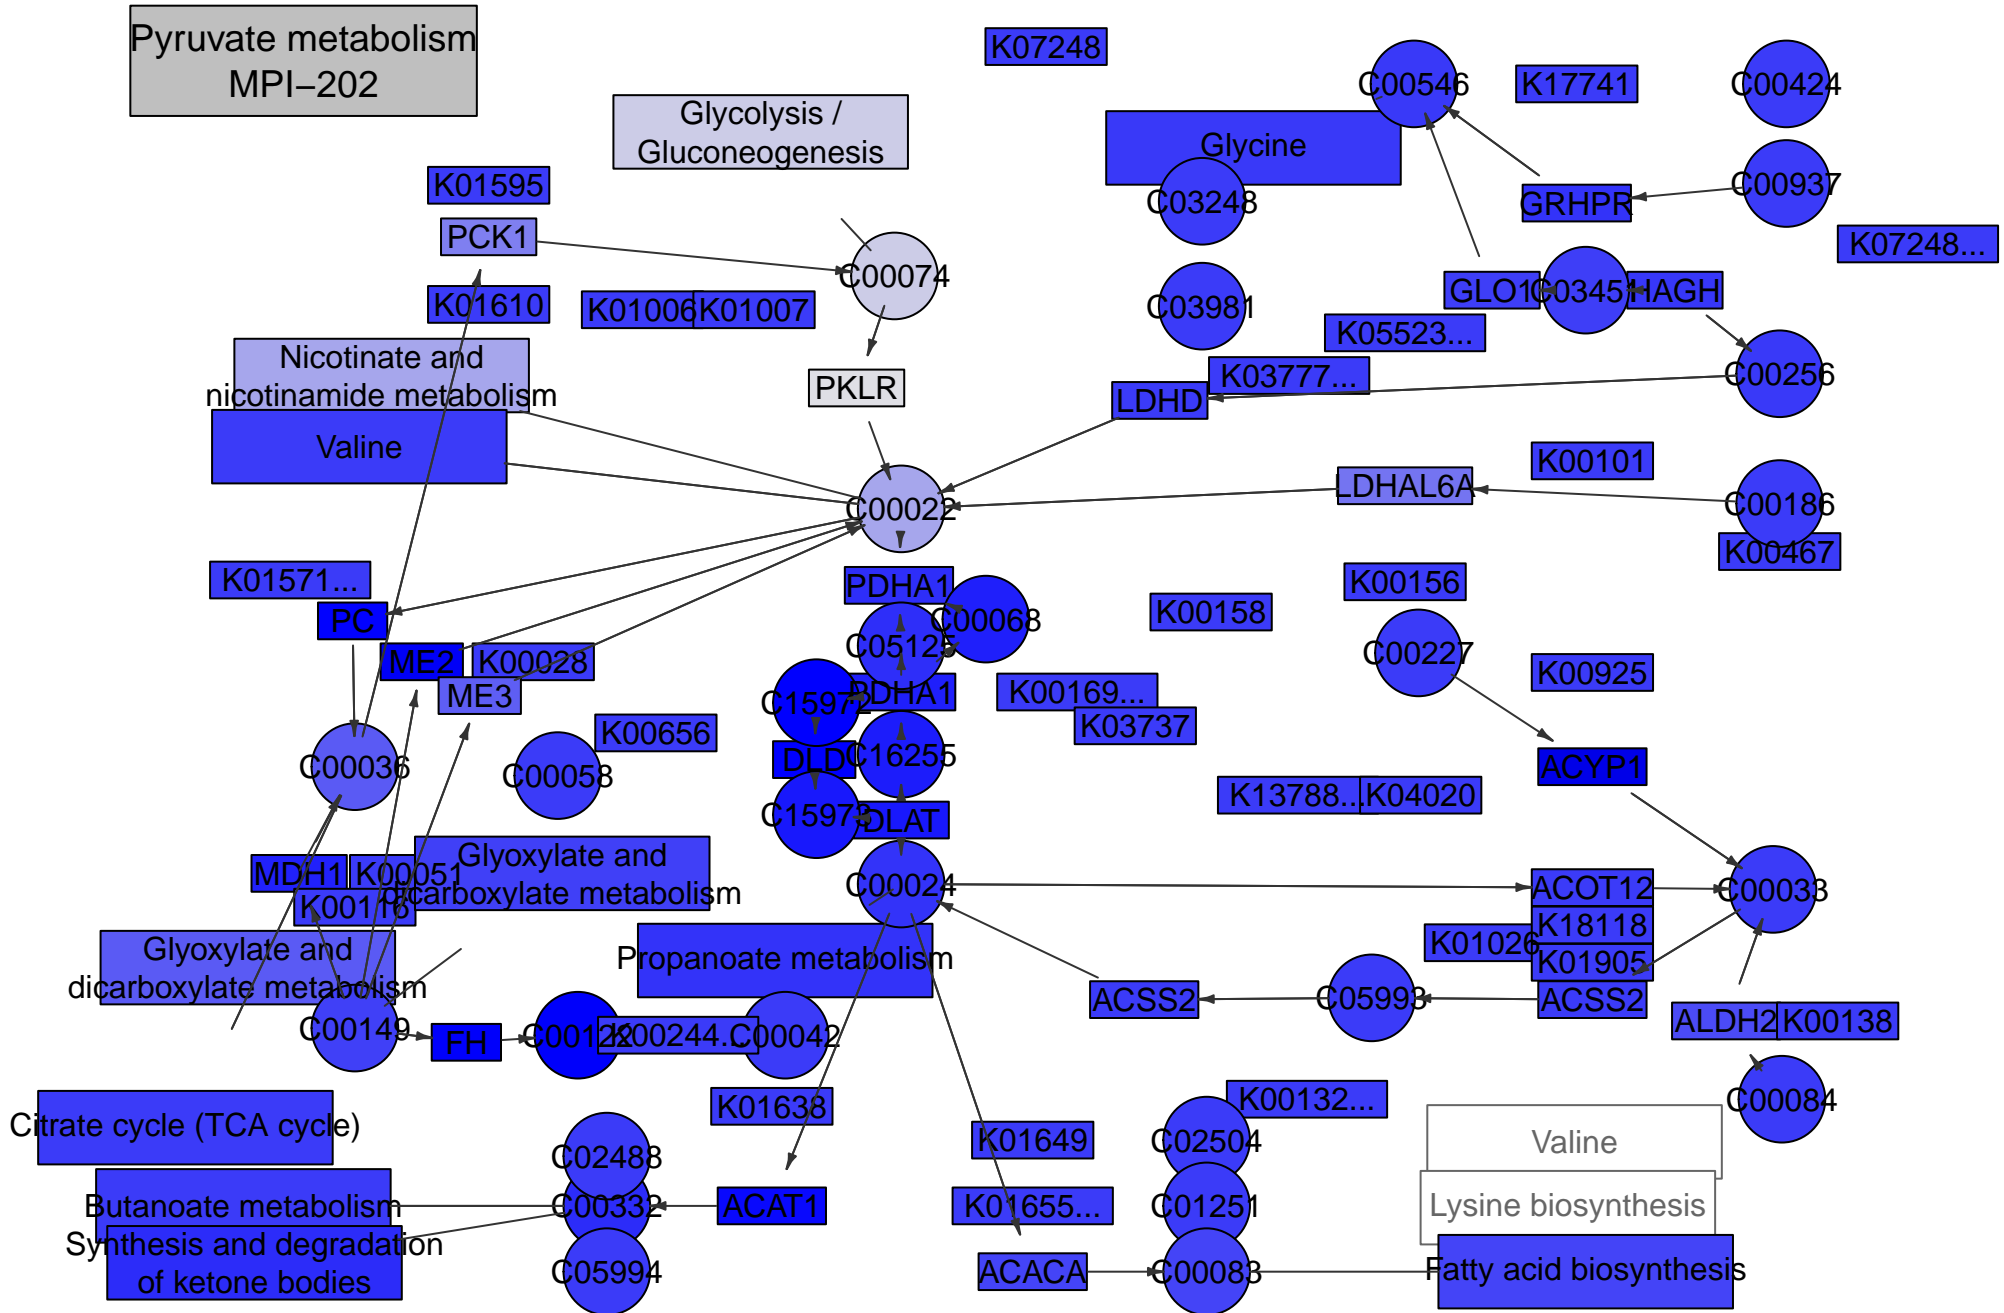 Pyruvate metabolism
MPI−202
K07248
C00546
K17741
C00424
Glycolysis /
Gluconeogenesis
Glycine
K01595
C03248
GRHPR
C00937
PCK1
K07248...
C00074
K01610
K01006
K01007
C03981
GLO1
C03451
HAGH
K05523...
Nicotinate and
nicotinamide metabolism
PKLR
K03777...
LDHD
C00256
Valine
K00101
LDHAL6A
C00022
C00186
K00467
K01571...
PDHA1
K00156
PC
C00068
K00158
ME2
K00028
C05125
C00227
ME3
C15972
PDHA1
K00169...
K00925
K03737
K00656
C00036
C00058
DLD
C16255
ACYP1
K13788...
K04020
C15973
DLAT
MDH1
K00051
Glyoxylate and
dicarboxylate metabolism
C00024
ACOT12
C00033
K00116
K18118
Glyoxylate and
dicarboxylate metabolism
Propanoate metabolism
K01026
K01905
ACSS2
C05993
ACSS2
C00149
FH
C00122
K00244...
C00042
ALDH2
K00138
K01638
K00132...
C00084
Citrate cycle (TCA cycle)
C02488
K01649
C02504
Valine
Butanoate metabolism
C00332
ACAT1
K01655...
C01251
Lysine biosynthesis
Synthesis and degradation
of ketone bodies
C05994
ACACA
C00083
Fatty acid biosynthesis